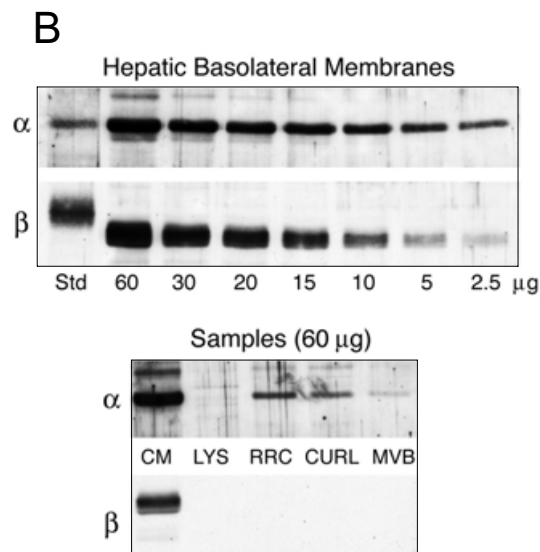 B
Hepatic Basolateral Membranes
α
β
Std 60 30 20 15 10 5 2.5 μg
Samples (60 μg)
α
CM LYS RRC CURL MVB
β